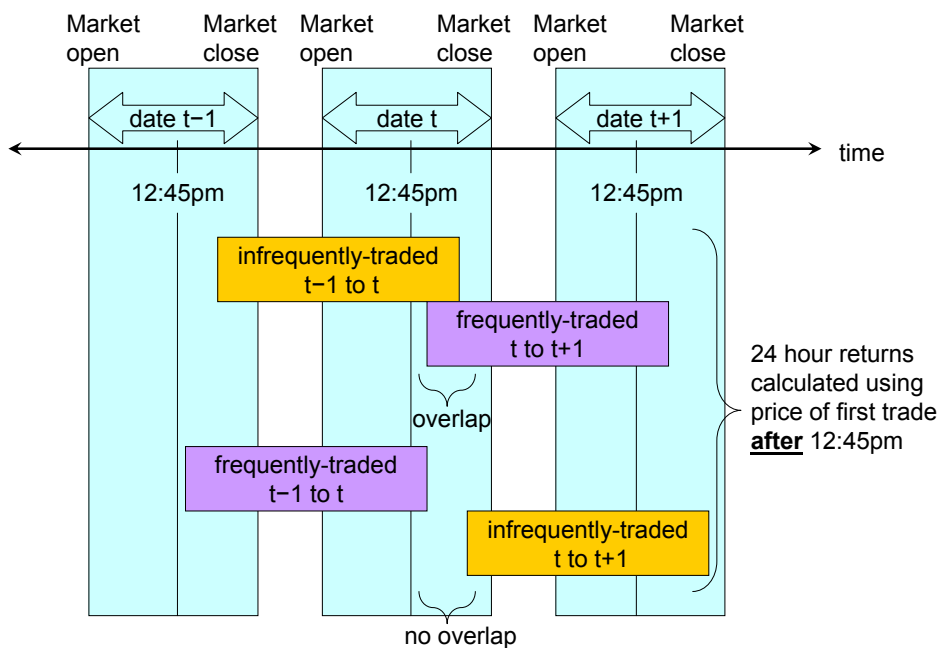 Market open
Market close
Market open
Market close
Market open
Market close
date t−1
date t
date t+1
time
12:45pm
12:45pm
12:45pm
infrequently-traded
t−1 to t
frequently-traded
t to t+1
overlap
24 hour returns
calculated using
price of first trade
after 12:45pm
frequently-traded
t−1 to t
infrequently-traded
t to t+1
no overlap